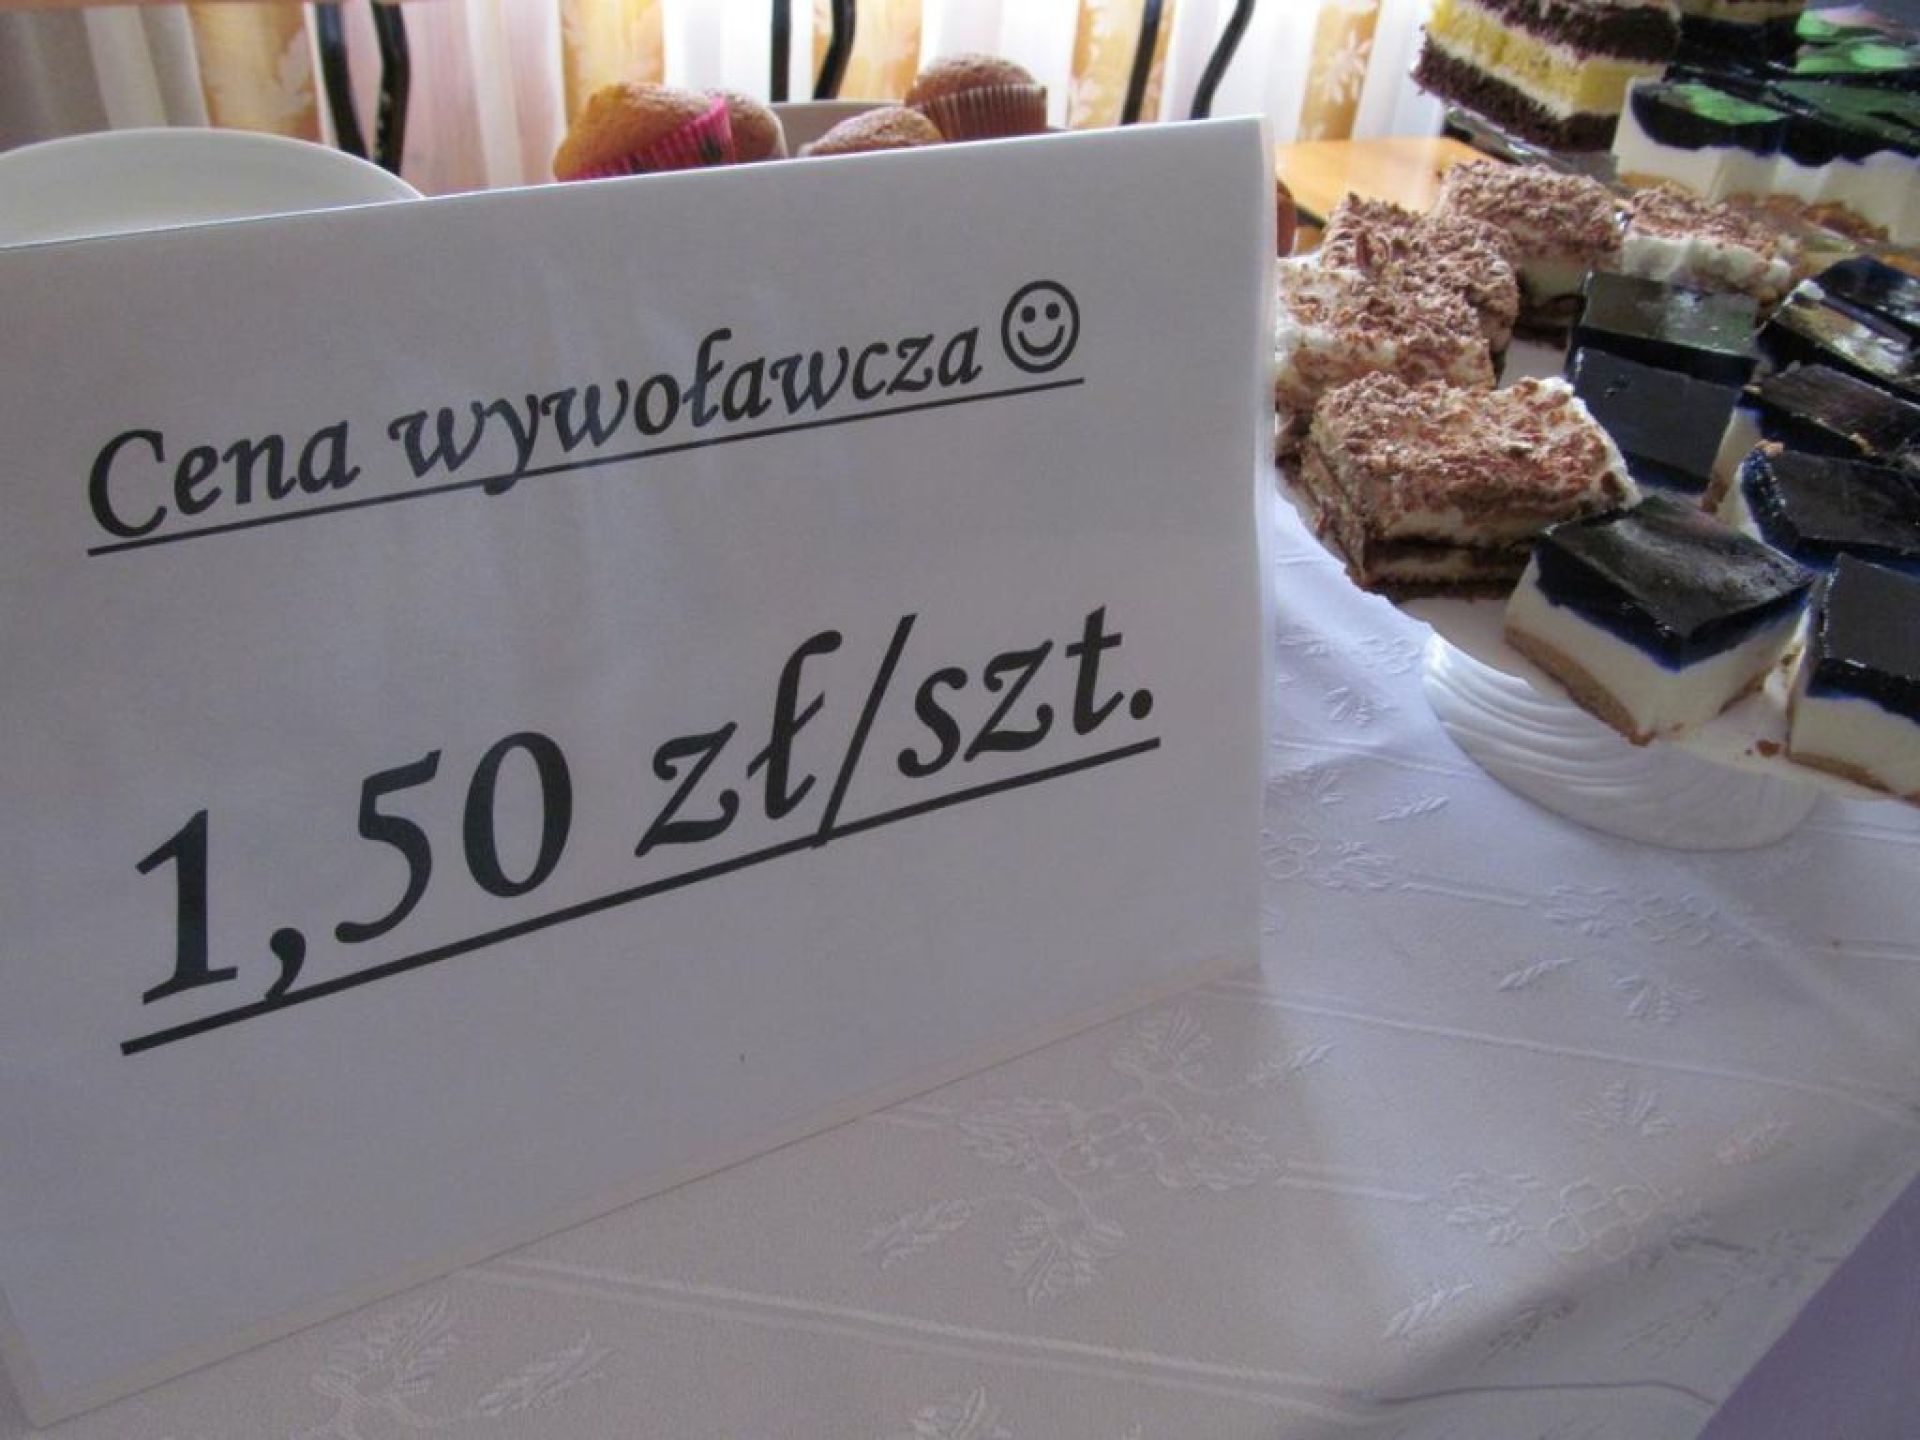 Cena wywoławcza ☺
1,50 zł/szt.